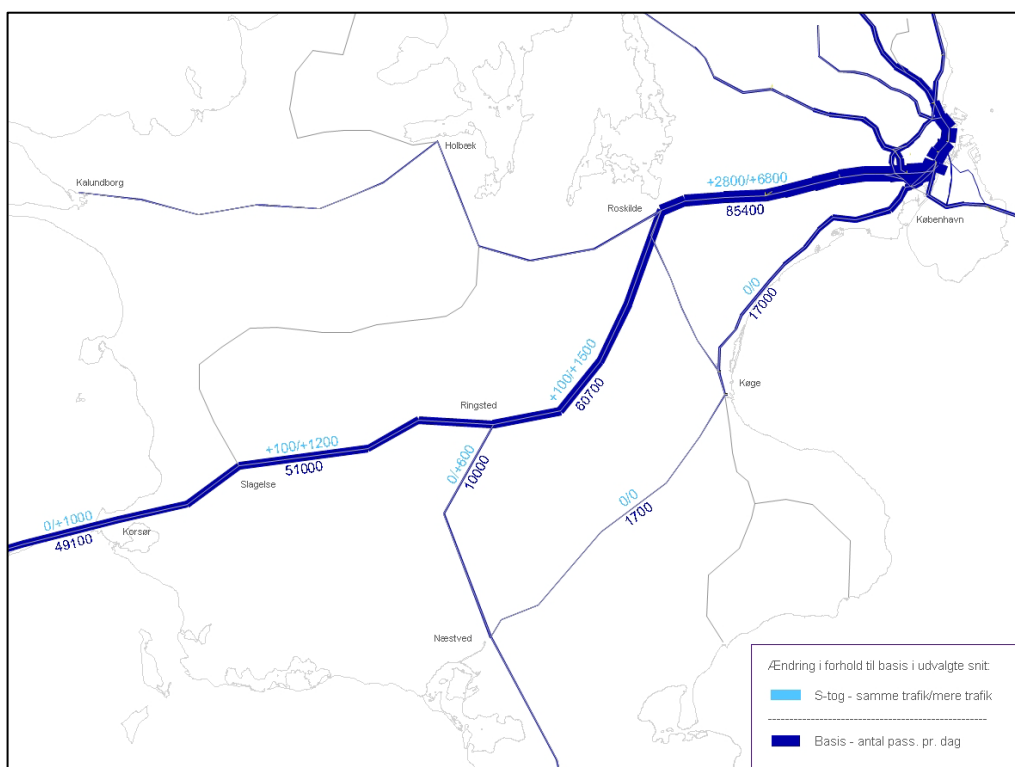 Holbæk
Kalundborg
+2800/+6800
Roskilde
85400
København
0/0
17000
Køge
+100/+1500
60700
Ringsted
+100/+1200
51000
Slagelse
0/+600
10000
0/0
1700
0/+1000
49100
Korsør
Næstved
Ændring i forhold til basis i udvalgte snit:
S-tog - samme trafik/mere trafik
Basis - antal pass. pr. dag